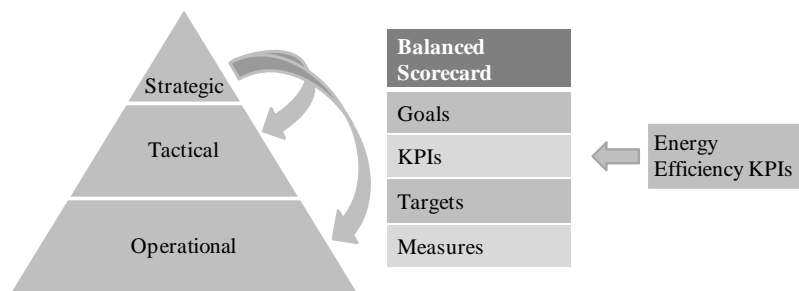 Strategic
Tactical
Operational
Balanced
Scorecard
Goals
KPIs
Targets
Measures
Energy
Efficiency KPIs